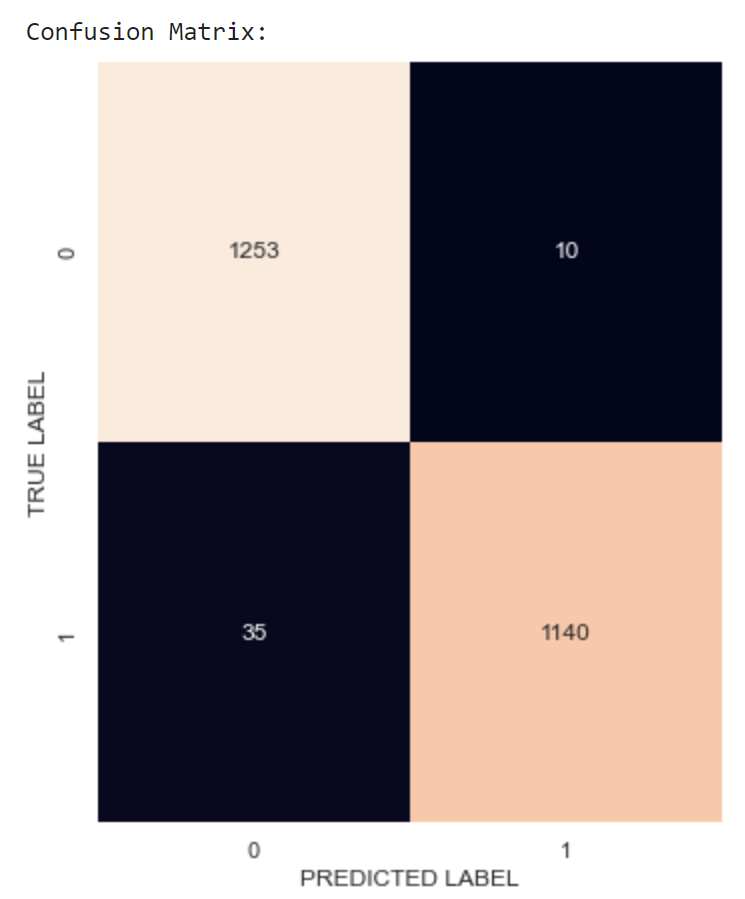 Confusion Matrix:
0
1253
10
TRUE LABEL
1
35
1140
0
1
PREDICTED LABEL